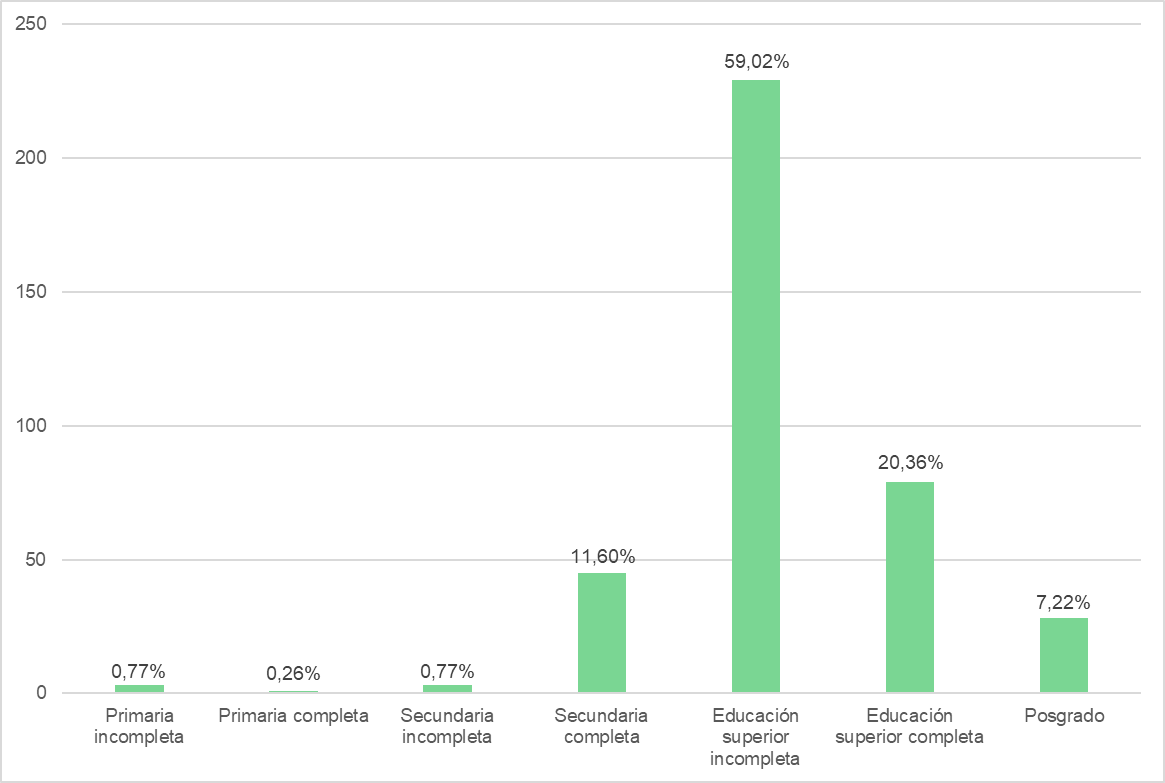 250
200
150
100
50
0
59,02%
20,36%
11,60%
7,22%
0,77%
0,26%
0,77%
Primaria
incompleta
Primaria completa
Secundaria
incompleta
Secundaria
completa
Educación
superior
incompleta
Educación
superior completa
Posgrado